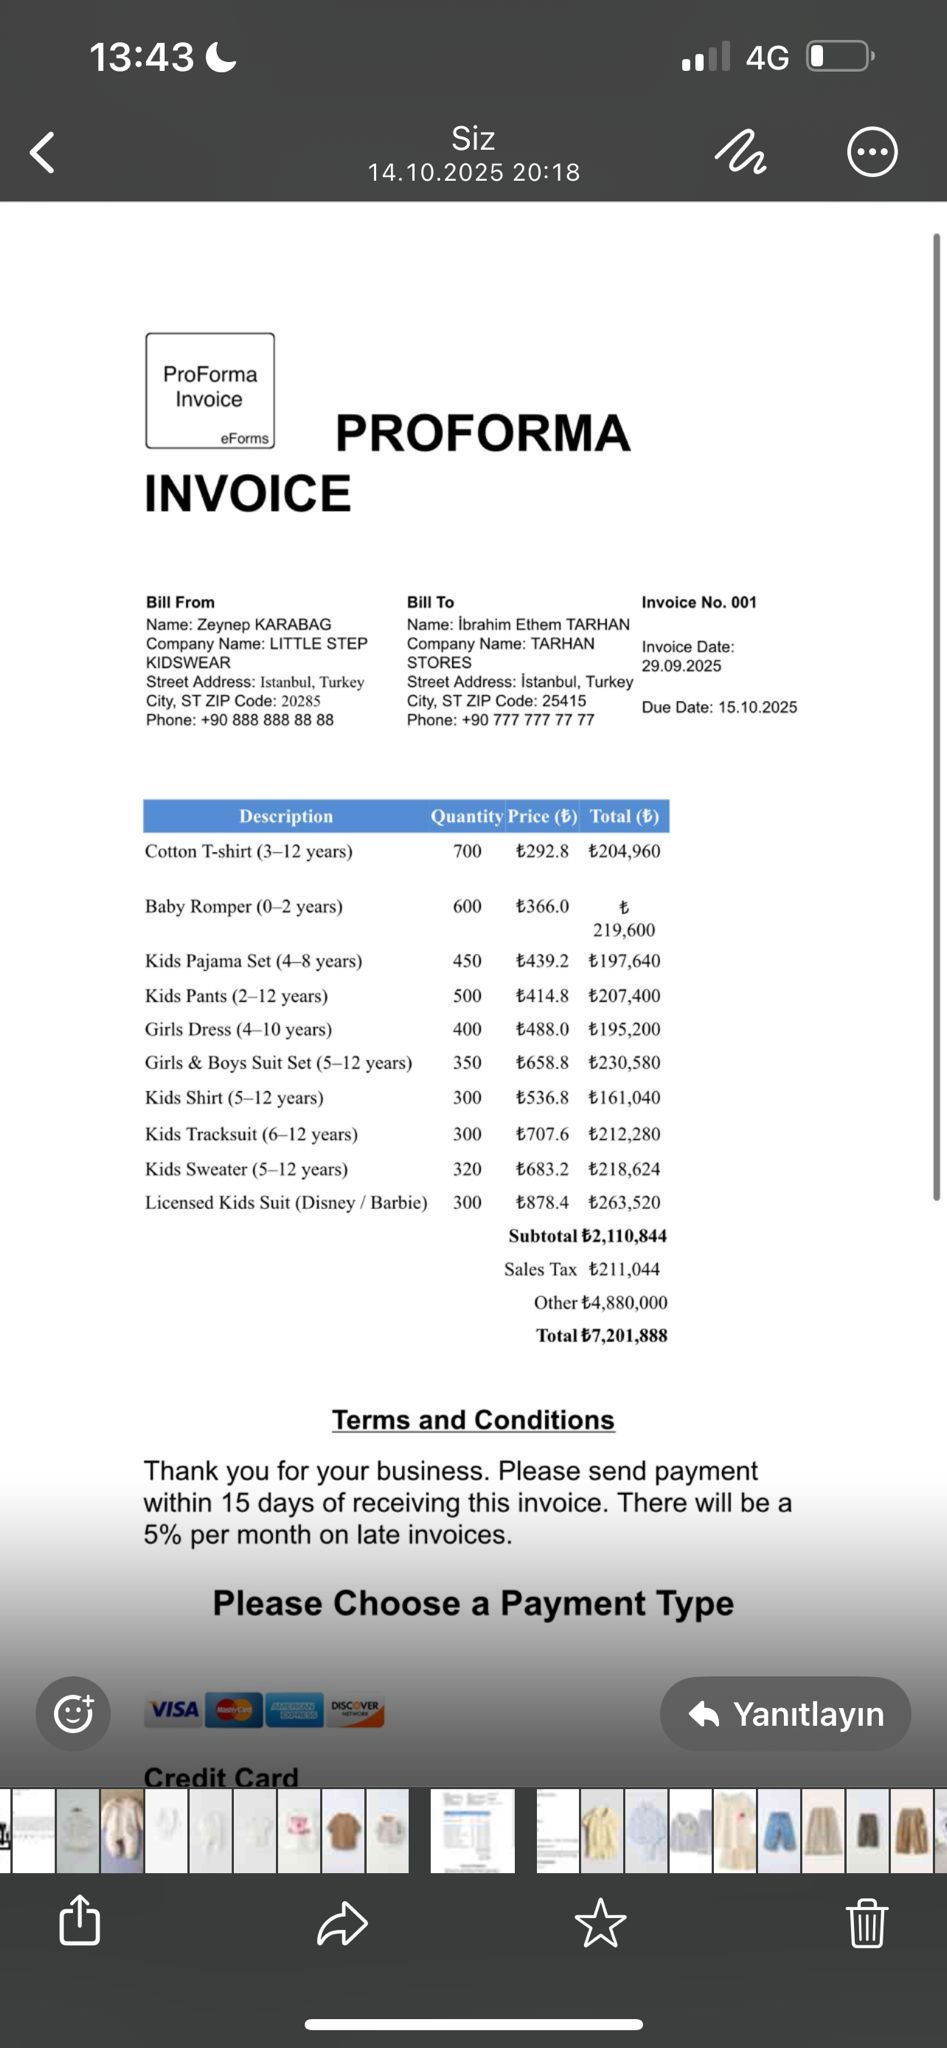 13:43
4G
Siz
14.10.2025 20:18
ProForma
Invoice
eForms
PROFORMA
INVOICE
Bill From
Name: Zeynep KARABAG
Company Name: LITTLE STEP
KIDSWEAR
Street Address: Istanbul, Turkey
City, ST ZIP Code: 20285
Phone: +90 888 888 88 88
Bill To
Name: İbrahim Ethem TARHAN
Company Name: TARHAN
STORES
Street Address: İstanbul, Turkey
City, ST ZIP Code: 25415
Phone: +90 777 777 77 77
Invoice No. 001
Invoice Date:
29.09.2025
Due Date: 15.10.2025
Description Quantity Price (₺) Total (₺)
Cotton T-shirt (3–12 years) 700 ₺292.8 ₺204,960
Baby Romper (0–2 years) 600 ₺366.0 ₺
219,600
Kids Pajama Set (4–8 years) 450 ₺439.2 ₺197,640
Kids Pants (2–12 years) 500 ₺414.8 ₺207,400
Girls Dress (4–10 years) 400 ₺488.0 ₺195,200
Girls & Boys Suit Set (5–12 years) 350 ₺658.8 ₺230,580
Kids Shirt (5–12 years) 300 ₺536.8 ₺161,040
Kids Tracksuit (6–12 years) 300 ₺707.6 ₺212,280
Kids Sweater (5–12 years) 320 ₺683.2 ₺218,624
Licensed Kids Suit (Disney / Barbie) 300 ₺878.4 ₺263,520
Subtotal ₺2,110,844
Sales Tax ₺211,044
Other ₺4,880,000
Total ₺7,201,888
Terms and Conditions
Thank you for your business. Please send payment
within 15 days of receiving this invoice. There will be a
5% per month on late invoices.
Please Choose a Payment Type
VISA MasterCard AMERICAN EXPRESS DISCOVER NETWORK
Yanıtlayın
Credit Card